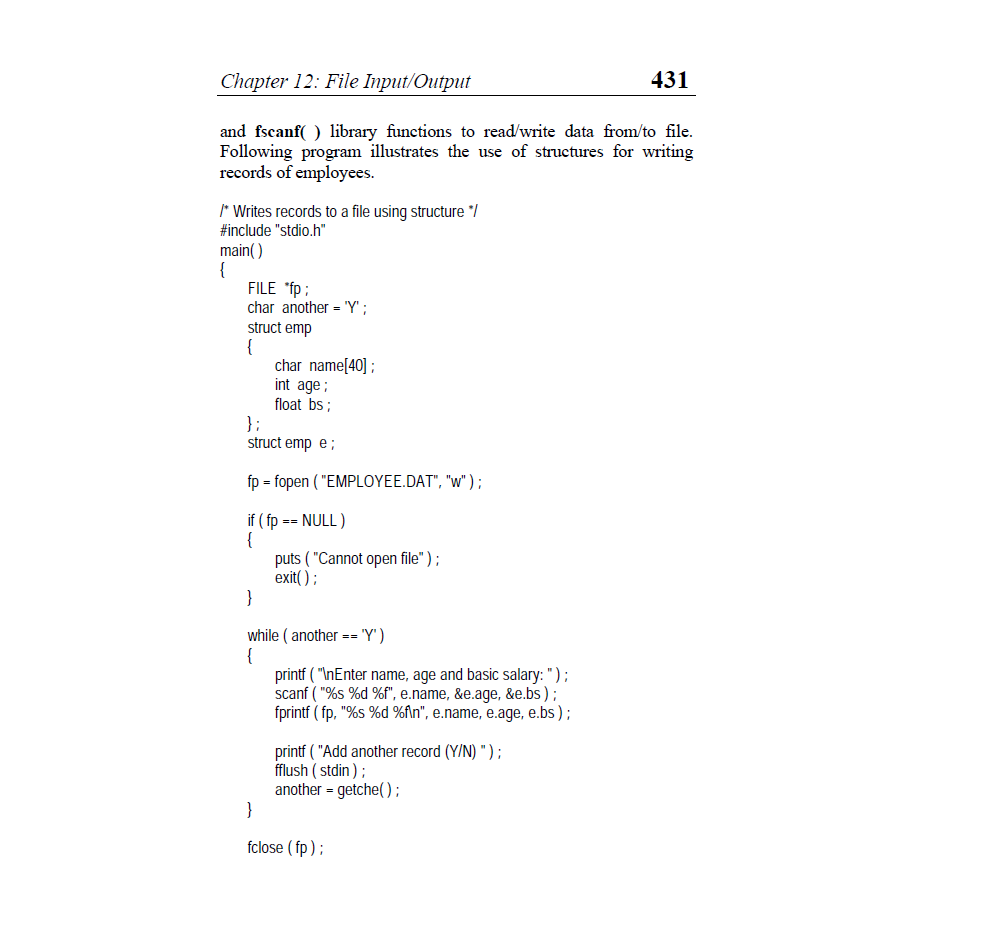 Chapter 12: File Input/Output 431
and fscanf( ) library functions to read/write data from/to file.
Following program illustrates the use of structures for writing
records of employees.
/* Writes records to a file using structure */
#include "stdio.h"
main( )
{
FILE *fp ;
char another = 'Y' ;
struct emp
{
char name[40] ;
int age ;
float bs ;
} ;
struct emp e ;
fp = fopen ( "EMPLOYEE.DAT", "w" ) ;
if ( fp == NULL )
{
puts ( "Cannot open file" ) ;
exit( ) ;
}
while ( another == 'Y' )
{
printf ( "\nEnter name, age and basic salary: " ) ;
scanf ( "%s %d %f", e.name, &e.age, &e.bs ) ;
fprintf ( fp, "%s %d %f\n", e.name, e.age, e.bs ) ;
printf ( "Add another record (Y/N) " ) ;
fflush ( stdin ) ;
another = getche( ) ;
}
fclose ( fp ) ;